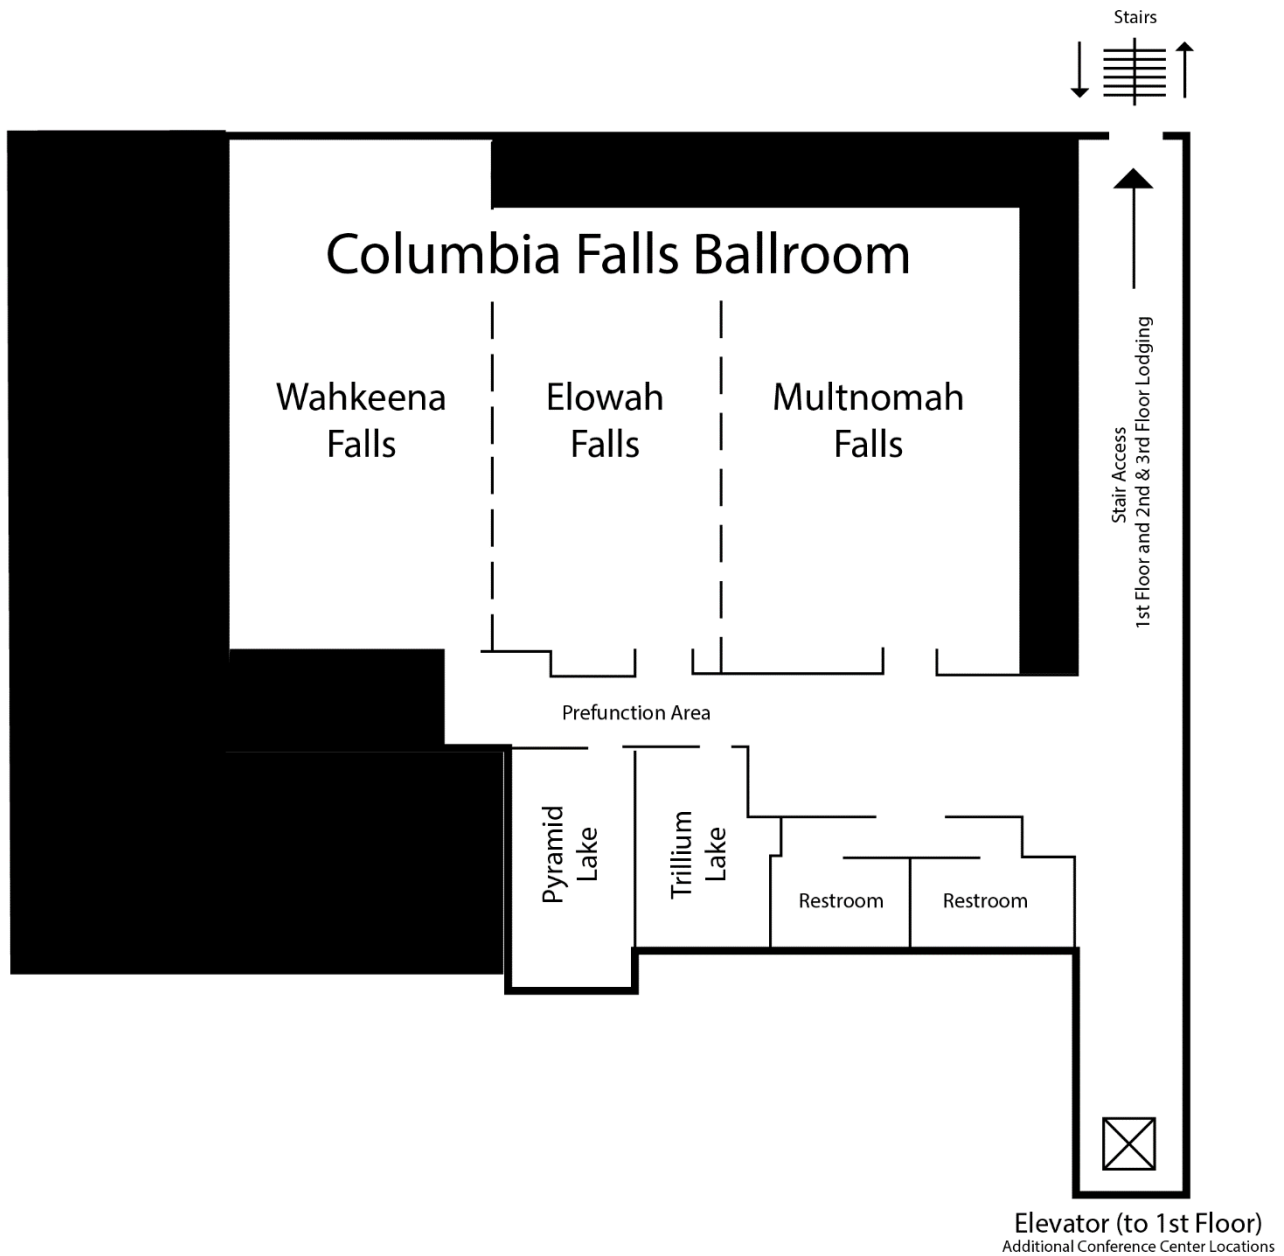 Stairs
Columbia Falls Ballroom
Wahkeena
Falls
Elowah
Falls
Multnomah
Falls
Stair Access
1st Floor and 2nd & 3rd Floor Lodging
Prefunction Area
Pyramid
Lake
Trillium
Lake
Restroom
Restroom
Elevator (to 1st Floor)
Additional Conference Center Locations